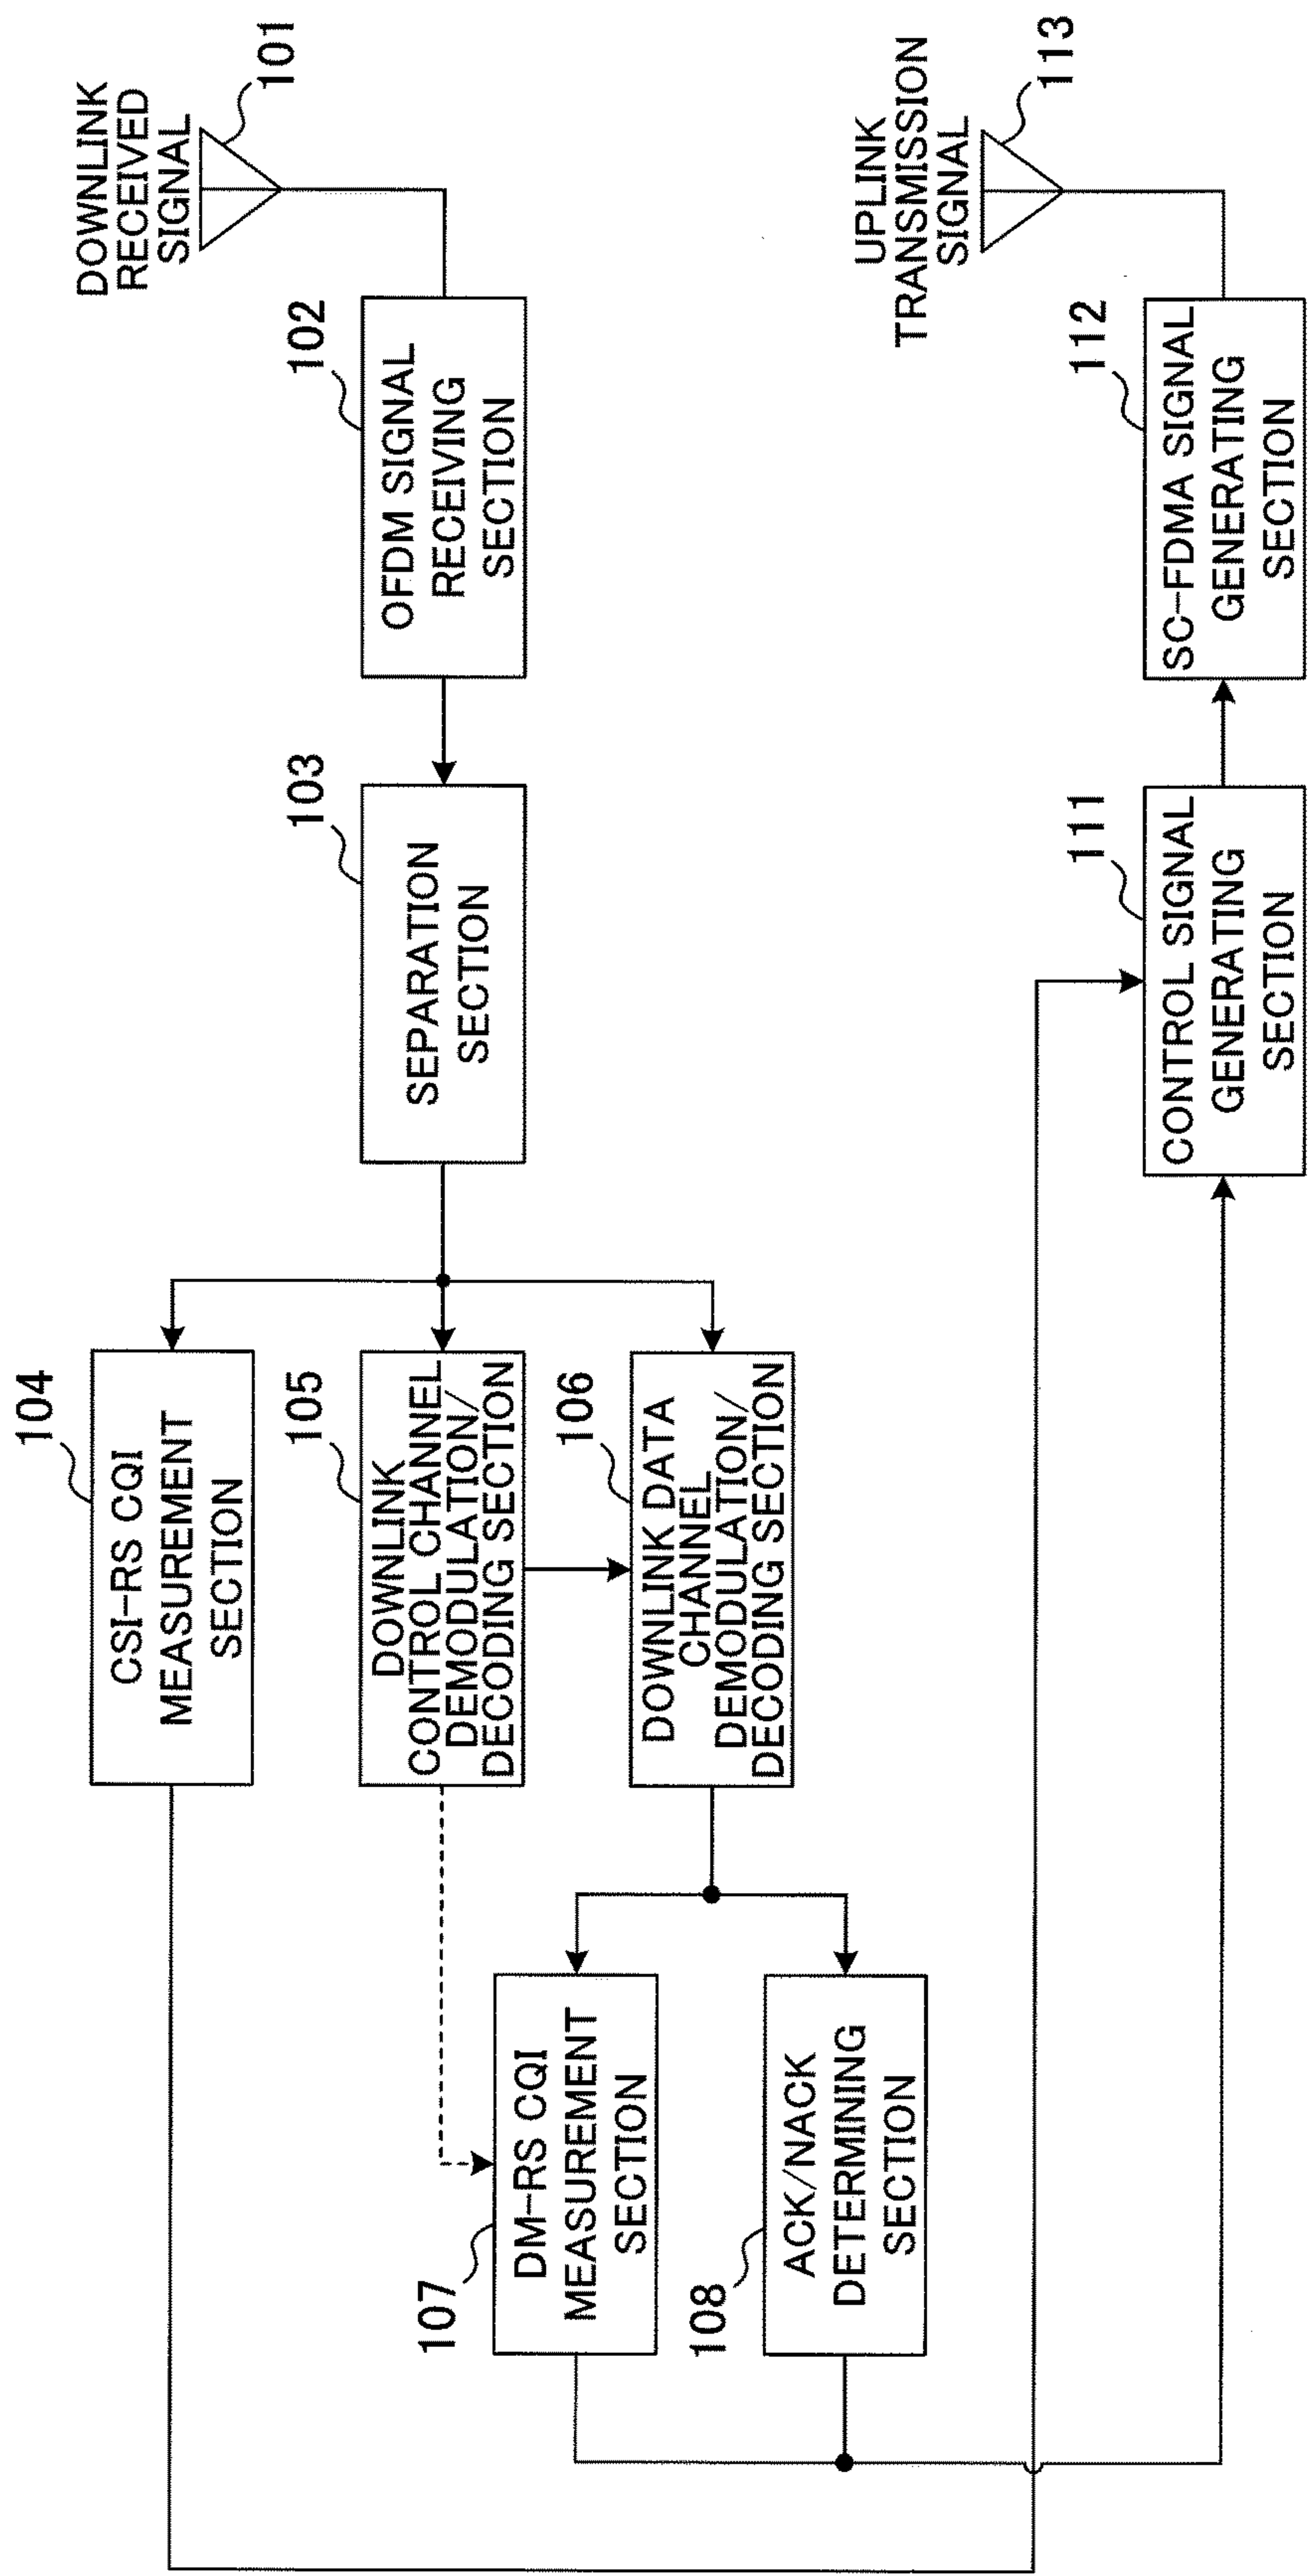 DOWNLINK
RECEIVED
SIGNAL
101
102
OFDM SIGNAL
RECEIVING
SECTION
103
SEPARATION
SECTION
104
CSI-RS CQI
MEASUREMENT
SECTION
105
DOWNLINK
CONTROL CHANNEL
DEMODULATION/
DECODING SECTION
106
DOWNLINK DATA
CHANNEL
DEMODULATION/
DECODING SECTION
107
DM-RS CQI
MEASUREMENT
SECTION
108
ACK/NACK
DETERMINING
SECTION
111
CONTROL SIGNAL
GENERATING
SECTION
112
SC-FDMA SIGNAL
GENERATING
SECTION
UPLINK
TRANSMISSION
SIGNAL
113